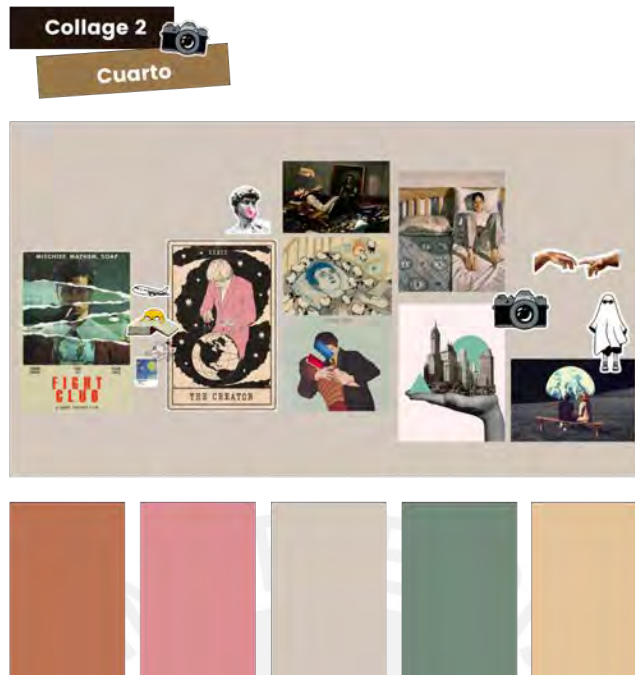 Collage 2
Cuarto
MISCHIEF. MAYHEM. SOAP
FIGHT
CLUB
THE CREATOR